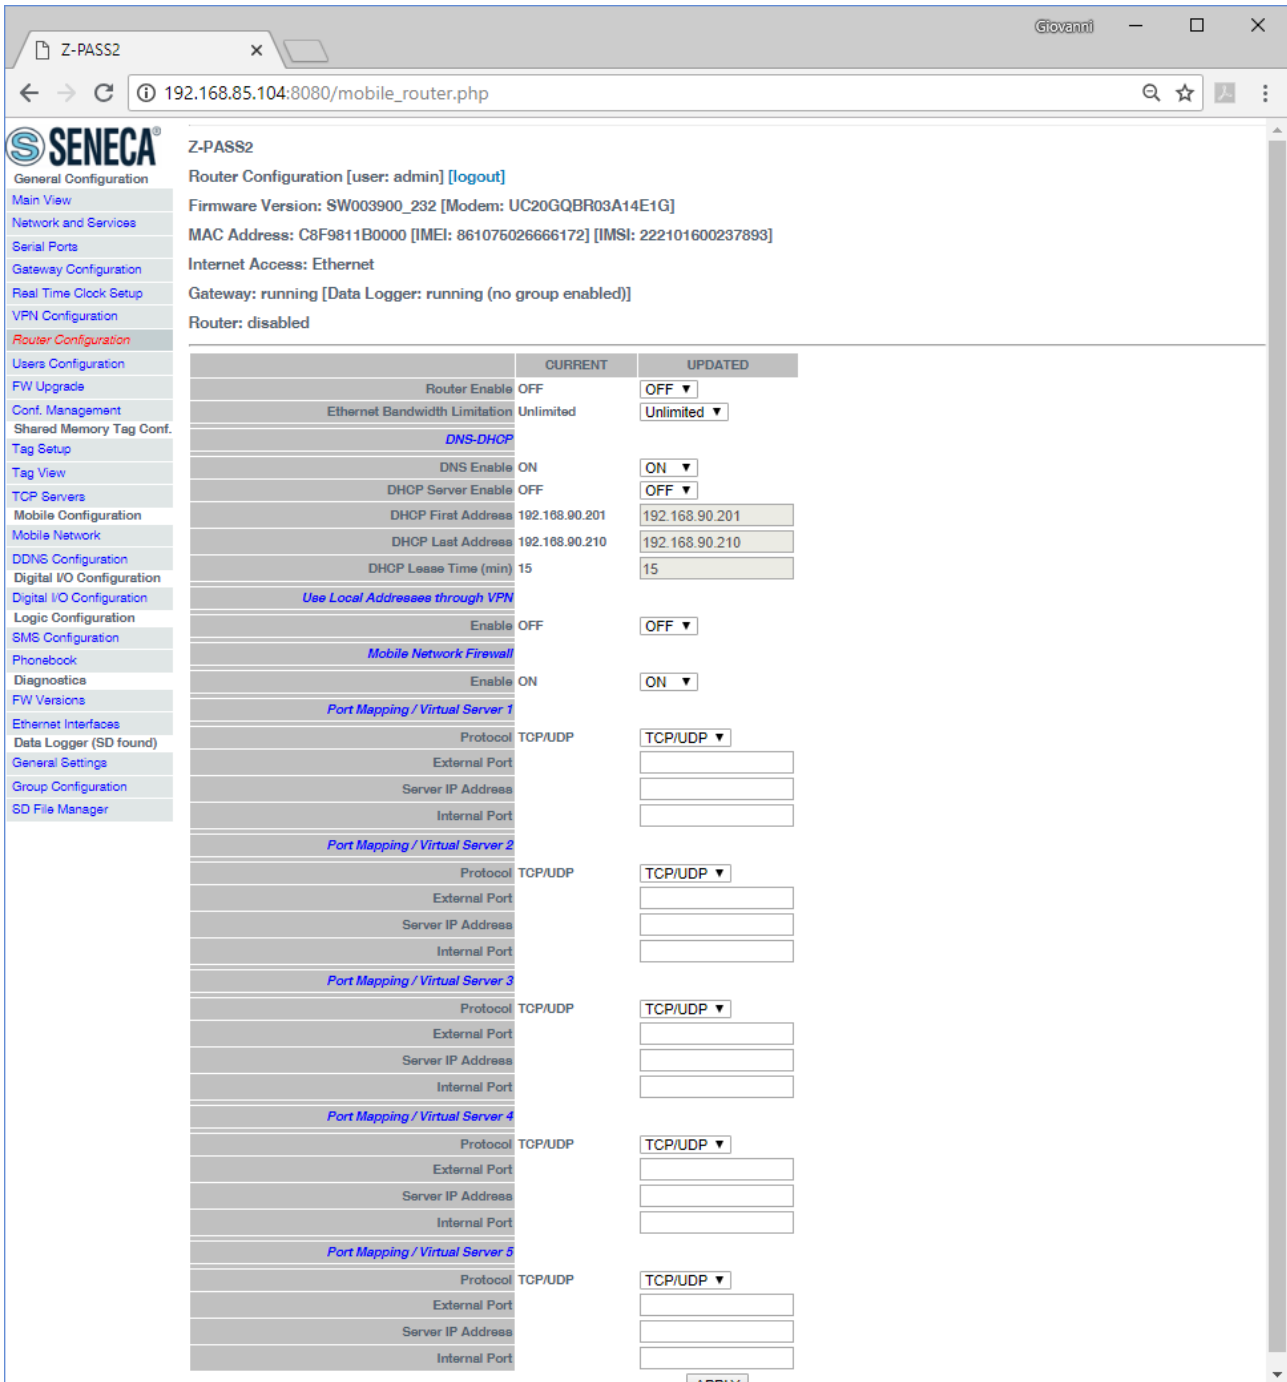 Giovanni
Z-PASS2
192.168.85.104:8080/mobile_router.php
SENECA®
General Configuration
Main View
Network and Services
Serial Ports
Gateway Configuration
Real Time Clock Setup
VPN Configuration
Router Configuration
Users Configuration
FW Upgrade
Conf. Management
Shared Memory Tag Conf.
Tag Setup
Tag View
TCP Servers
Mobile Configuration
Mobile Network
DDNS Configuration
Digital I/O Configuration
Digital I/O Configuration
Logic Configuration
SMS Configuration
Phonebook
Diagnostics
FW Versions
Ethernet Interfaces
Data Logger (SD found)
General Settings
Group Configuration
SD File Manager
Z-PASS2
Router Configuration [user: admin] [logout]
Firmware Version: SW003900_232 [Modem: UC20GQBR03A14E1G]
MAC Address: C8F9811B0000 [IMEI: 861075026666172] [IMSI: 222101600237893]
Internet Access: Ethernet
Gateway: running [Data Logger: running (no group enabled)]
Router: disabled
CURRENT UPDATED
Router Enable OFF OFF
Ethernet Bandwidth Limitation Unlimited Unlimited
DNS-DHCP
DNS Enable ON ON
DHCP Server Enable OFF OFF
DHCP First Address 192.168.90.201 192.168.90.201
DHCP Last Address 192.168.90.210 192.168.90.210
DHCP Lease Time (min) 15 15
Use Local Addresses through VPN
Enable OFF OFF
Mobile Network Firewall
Enable ON ON
Port Mapping / Virtual Server 1
Protocol TCP/UDP TCP/UDP
External Port
Server IP Address
Internal Port
Port Mapping / Virtual Server 2
Protocol TCP/UDP TCP/UDP
External Port
Server IP Address
Internal Port
Port Mapping / Virtual Server 3
Protocol TCP/UDP TCP/UDP
External Port
Server IP Address
Internal Port
Port Mapping / Virtual Server 4
Protocol TCP/UDP TCP/UDP
External Port
Server IP Address
Internal Port
Port Mapping / Virtual Server 5
Protocol TCP/UDP TCP/UDP
External Port
Server IP Address
Internal Port